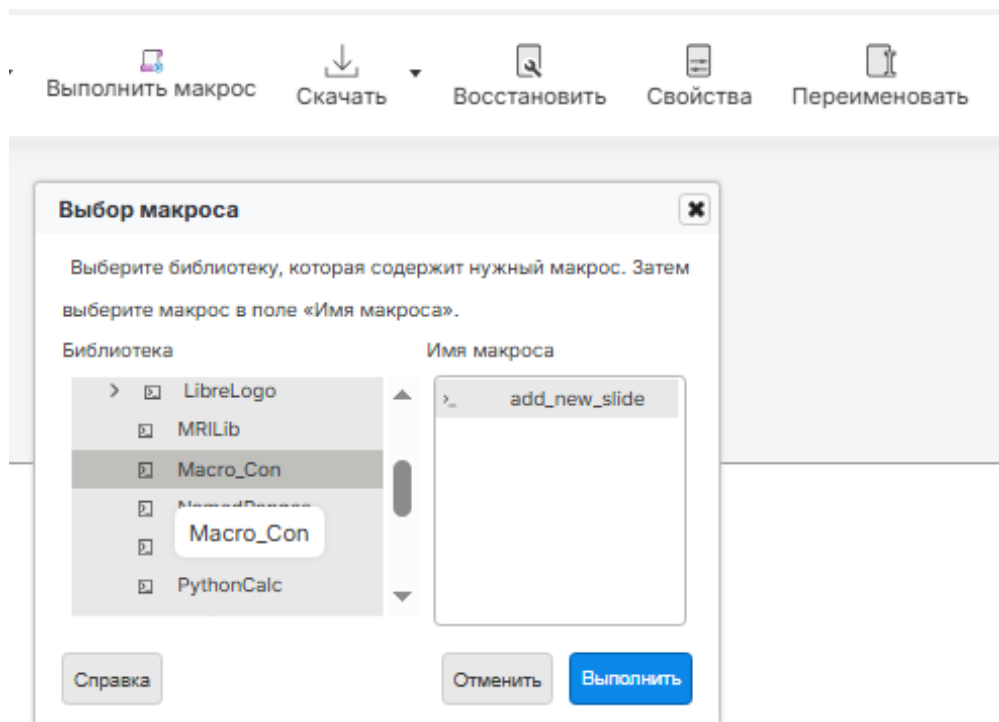 Выполнить макрос
Скачать
Восстановить
Свойства
Переименовать
Выбор макроса
Выберите библиотеку, которая содержит нужный макрос. Затем
выберите макрос в поле «Имя макроса».
Библиотека
Имя макроса
LibreLogo
MRILib
Macro_Con
Macro_Con
PythonCalc
add_new_slide
Справка
Отменить
Выполнить